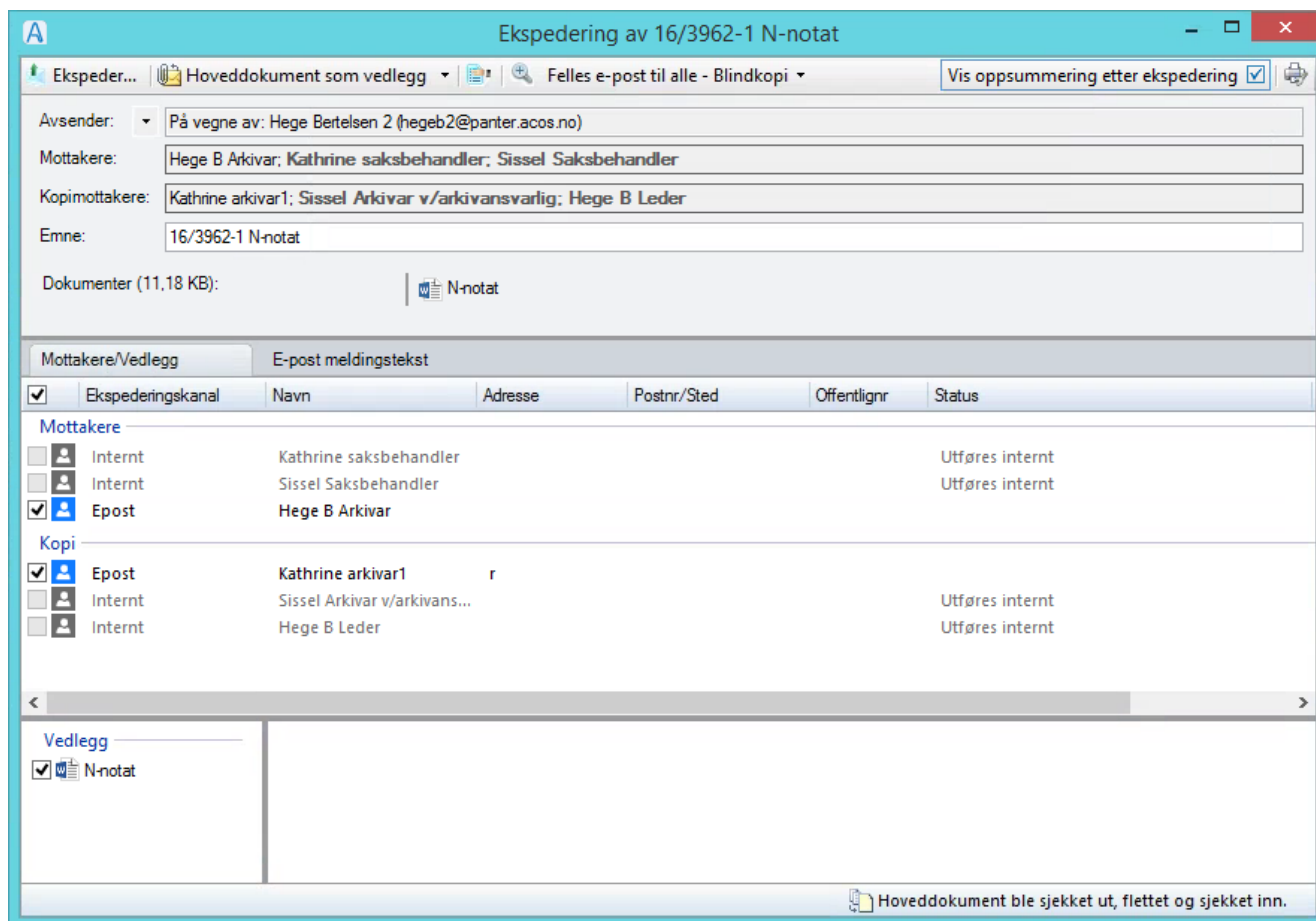 Ekspedering av 16/3962-1 N-notat
Ekspeder... Hoveddokument som vedlegg Felles e-post til alle - Blindkopi Vis oppsummering etter ekspedering
Avsender: På vegne av: Hege Bertelsen 2 (hegeb2@panter.acos.no)
Mottakere: Hege B Arkivar; Kathrine saksbehandler; Sissel Saksbehandler
Kopimottakere: Kathrine arkivar1; Sissel Arkivar v/arkivansvarlig; Hege B Leder
Emne: 16/3962-1 N-notat
Dokumenter (11,18 KB): N-notat
Mottakere/Vedlegg E-post meldingstekst
Ekspederingskanal Navn Adresse Postnr/Sted Offentlignr Status
Mottakere
Internt Kathrine saksbehandler Utføres internt
Internt Sissel Saksbehandler Utføres internt
Epost Hege B Arkivar
Kopi
Epost Kathrine arkivar1 r
Internt Sissel Arkivar v/arkivans... Utføres internt
Internt Hege B Leder Utføres internt
Vedlegg
N-notat
Hoveddokument ble sjekket ut, flettet og sjekket inn.